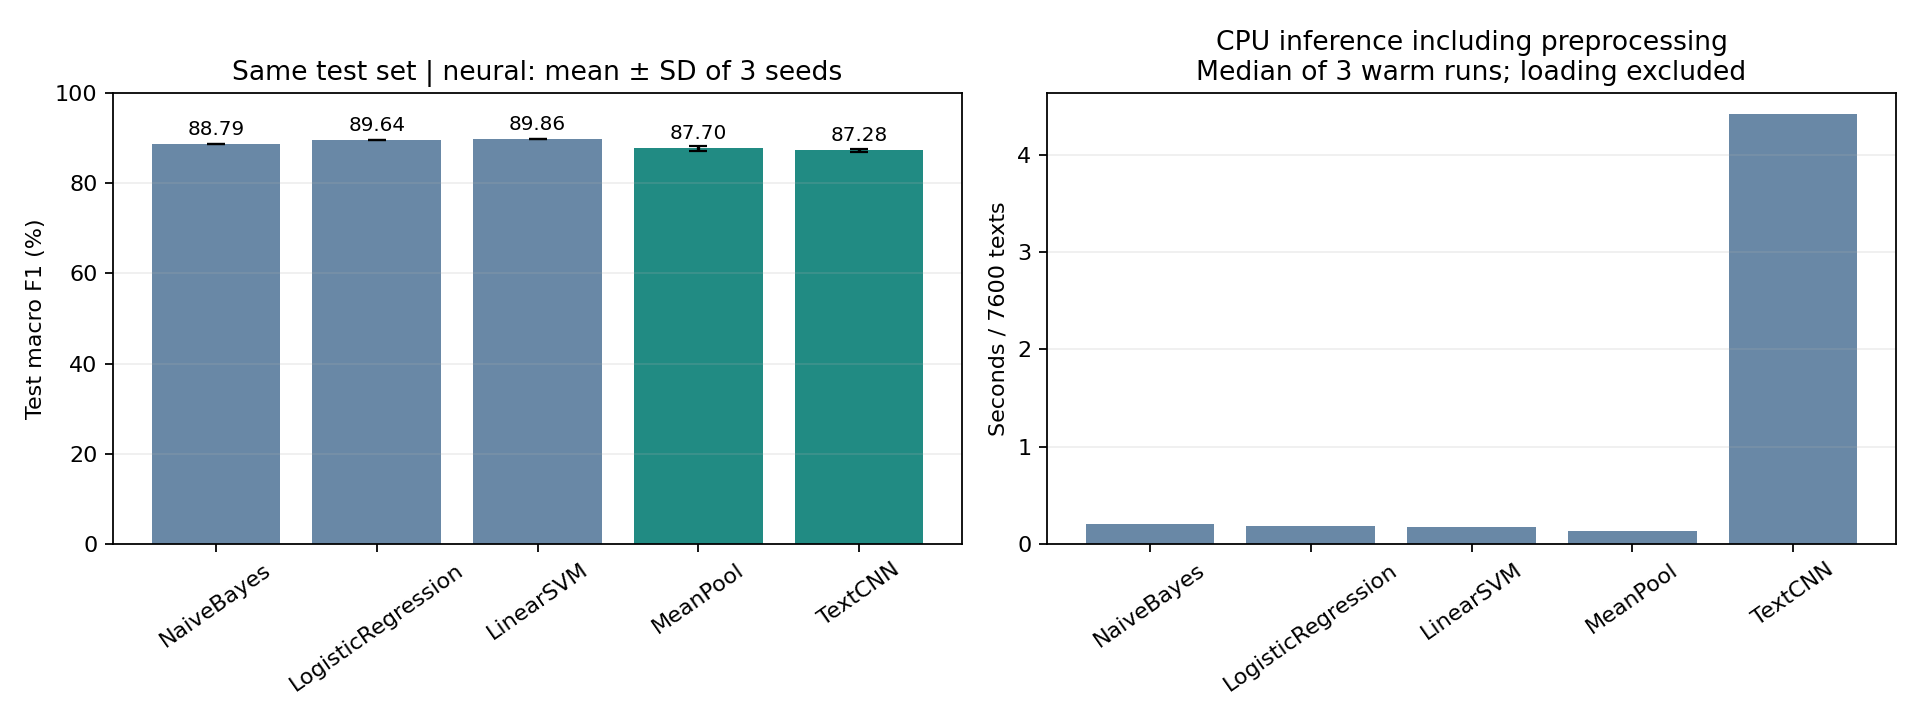 Same test set | neural: mean ± SD of 3 seeds
Test macro F1 (%)
100
80
60
40
20
0
88.79
89.64
89.86
87.70
87.28
NaiveBayes
LogisticRegression
LinearSVM
MeanPool
TextCNN
CPU inference including preprocessing
Median of 3 warm runs; loading excluded
Seconds / 7600 texts
4
3
2
1
0
NaiveBayes
LogisticRegression
LinearSVM
MeanPool
TextCNN